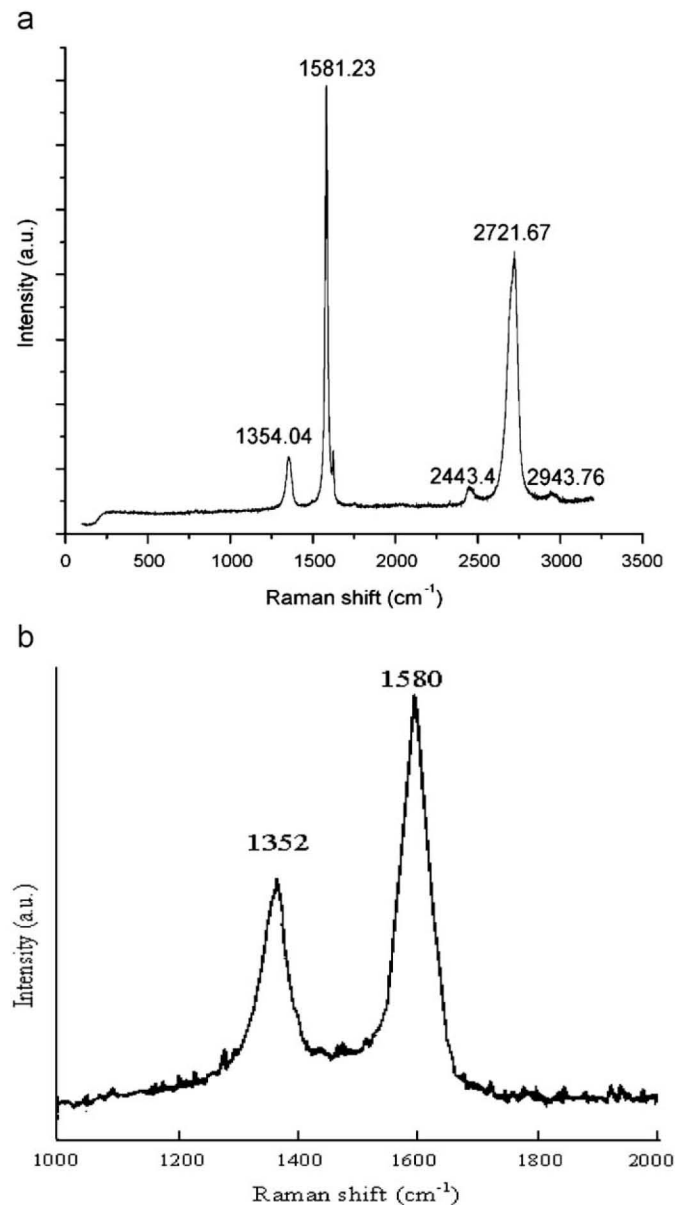 a
1581.23
2721.67
1354.04
2443.4
2943.76
Intensity (a.u.)
0 500 1000 1500 2000 2500 3000 3500
Raman shift (cm⁻¹)
b
1580
1352
Intensity (a.u.)
1000 1200 1400 1600 1800 2000
Raman shift (cm⁻¹)